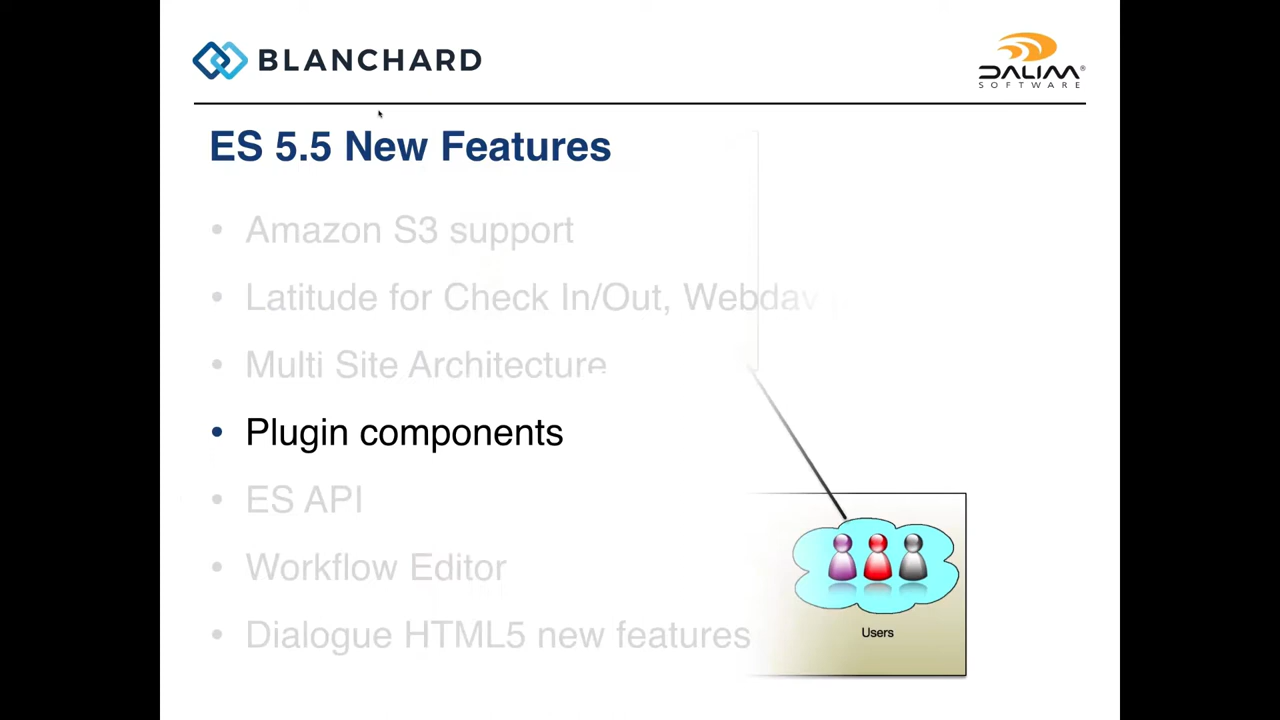 BLANCHARD
DALIM®
SOFTWARE
ES 5.5 New Features
• Amazon S3 support
• Latitude for Check In/Out, Webdav
• Multi Site Architecture
• Plugin components
• ES API
• Workflow Editor
• Dialogue HTML5 new features
Users